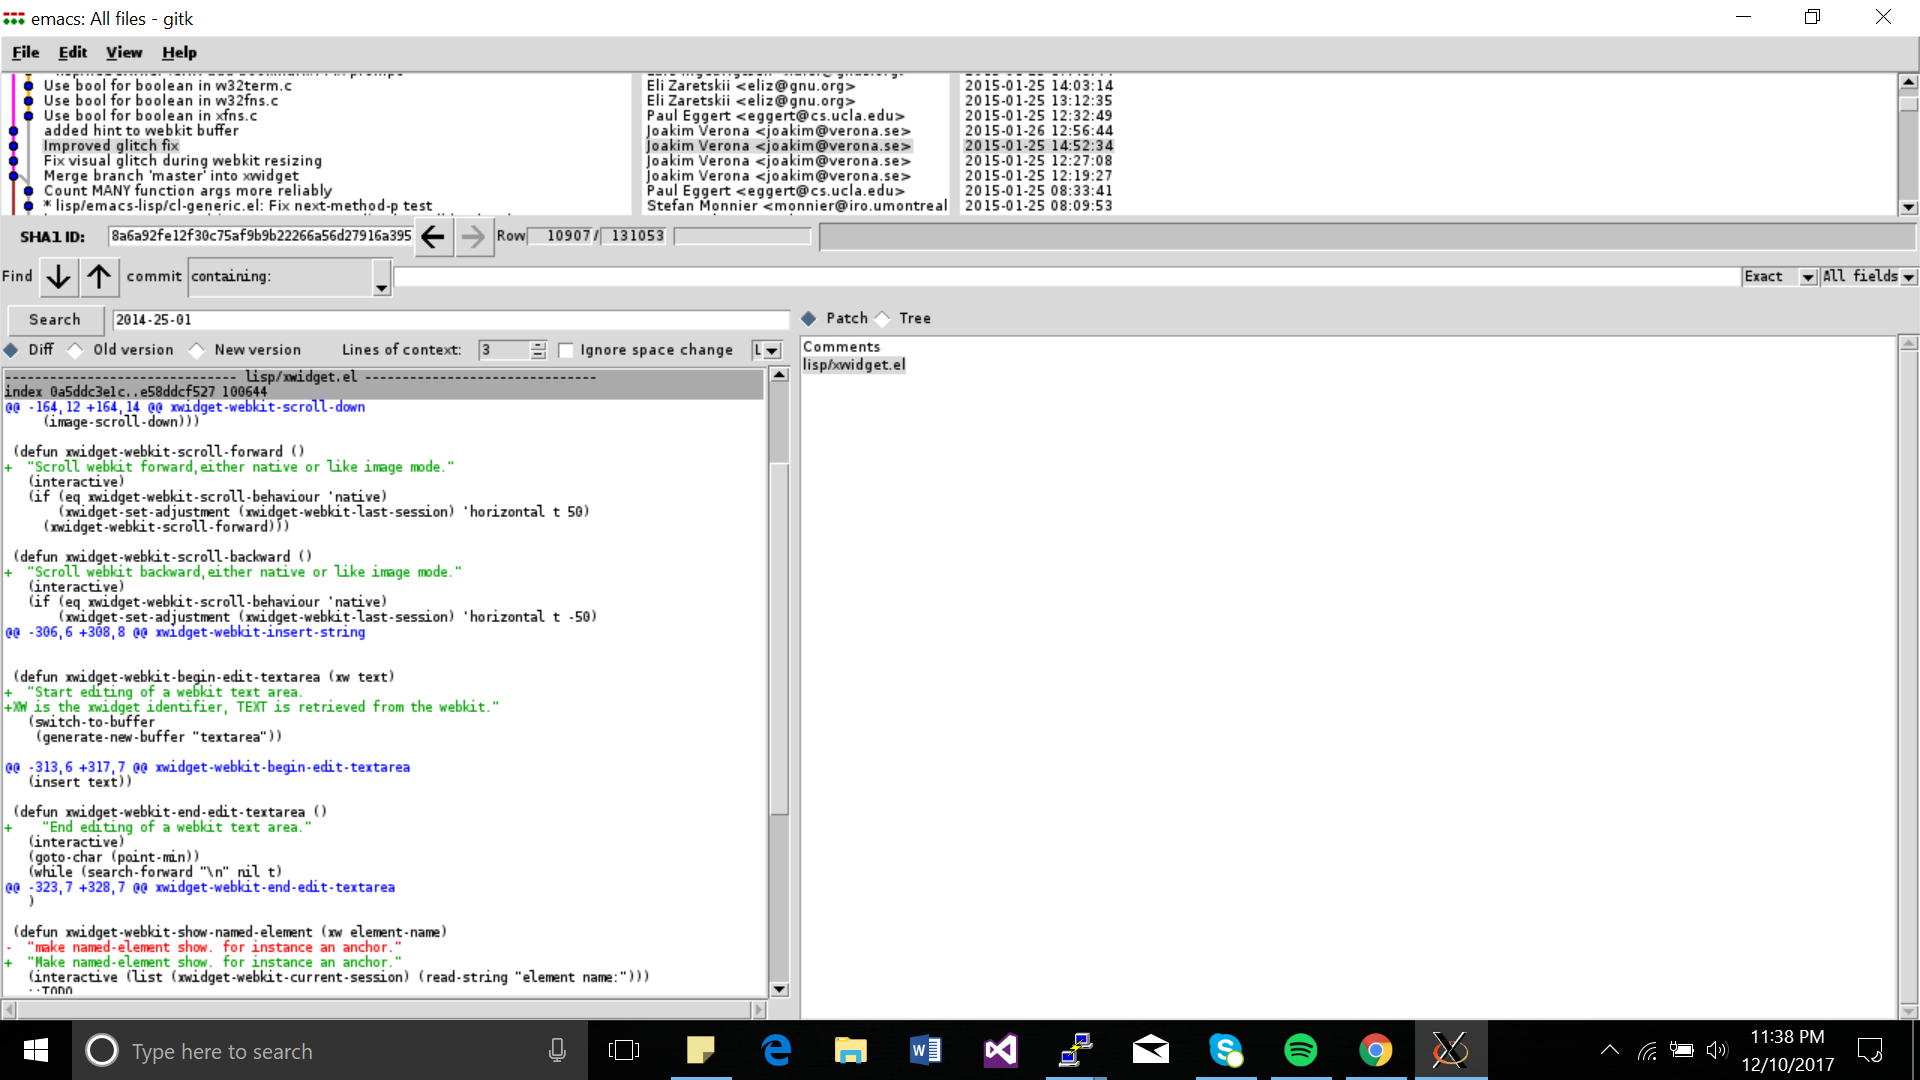 emacs: All files - gitk
File Edit View Help
Use bool for boolean in w32term.c Eli Zaretskii <eliz@gnu.org> 2015-01-25 14:03:14
Use bool for boolean in w32fns.c Eli Zaretskii <eliz@gnu.org> 2015-01-25 13:12:35
Use bool for boolean in xfns.c Paul Eggert <eggert@cs.ucla.edu> 2015-01-25 12:32:49
added hint to webkit buffer Joakim Verona <joakim@verona.se> 2015-01-26 12:56:44
Improved glitch fix Joakim Verona <joakim@verona.se> 2015-01-25 14:52:34
Fix visual glitch during webkit resizing Joakim Verona <joakim@verona.se> 2015-01-25 12:27:08
Merge branch 'master' into xwidget Joakim Verona <joakim@verona.se> 2015-01-25 12:19:27
Count MANY function args more reliably Paul Eggert <eggert@cs.ucla.edu> 2015-01-25 08:33:41
* lisp/emacs-lisp/cl-generic.el: Fix next-method-p test Stefan Monnier <monnier@iro.umontreal 2015-01-25 08:09:53
SHA1 ID: 8a6a92fe12f30c75af9b9b22266a56d27916a395 Row 10907 / 131053
Find commit containing: Exact All fields
Search 2014-25-01 Patch Tree
Diff Old version New version Lines of context: 3 Ignore space change L
Comments
lisp/xwidget.el
------------------------------- lisp/xwidget.el -------------------------------
index 0a5ddc3e1c..e58ddcf527 100644
@@ -164,12 +164,14 @@ xwidget-webkit-scroll-down
(image-scroll-down)))
(defun xwidget-webkit-scroll-forward ()
+ "Scroll webkit forward,either native or like image mode."
(interactive)
(if (eq xwidget-webkit-scroll-behaviour 'native)
(xwidget-set-adjustment (xwidget-webkit-last-session) 'horizontal t 50)
(xwidget-webkit-scroll-forward)))
(defun xwidget-webkit-scroll-backward ()
+ "Scroll webkit backward,either native or like image mode."
(interactive)
(if (eq xwidget-webkit-scroll-behaviour 'native)
(xwidget-set-adjustment (xwidget-webkit-last-session) 'horizontal t -50)
@@ -306,6 +308,8 @@ xwidget-webkit-insert-string
(defun xwidget-webkit-begin-edit-textarea (xw text)
+ "Start editing of a webkit text area.
+XW is the xwidget identifier, TEXT is retrieved from the webkit."
(switch-to-buffer
(generate-new-buffer "textarea"))
@@ -313,6 +317,7 @@ xwidget-webkit-begin-edit-textarea
(insert text))
(defun xwidget-webkit-end-edit-textarea ()
+ "End editing of a webkit text area."
(interactive)
(goto-char (point-min))
(while (search-forward "\n" nil t)
@@ -323,7 +328,7 @@ xwidget-webkit-end-edit-textarea
)
(defun xwidget-webkit-show-named-element (xw element-name)
- "make named-element show. for instance an anchor."
+ "Make named-element show. for instance an anchor."
(interactive (list (xwidget-webkit-current-session) (read-string "element name:")))
;;TODO
Type here to search
11:38 PM
12/10/2017